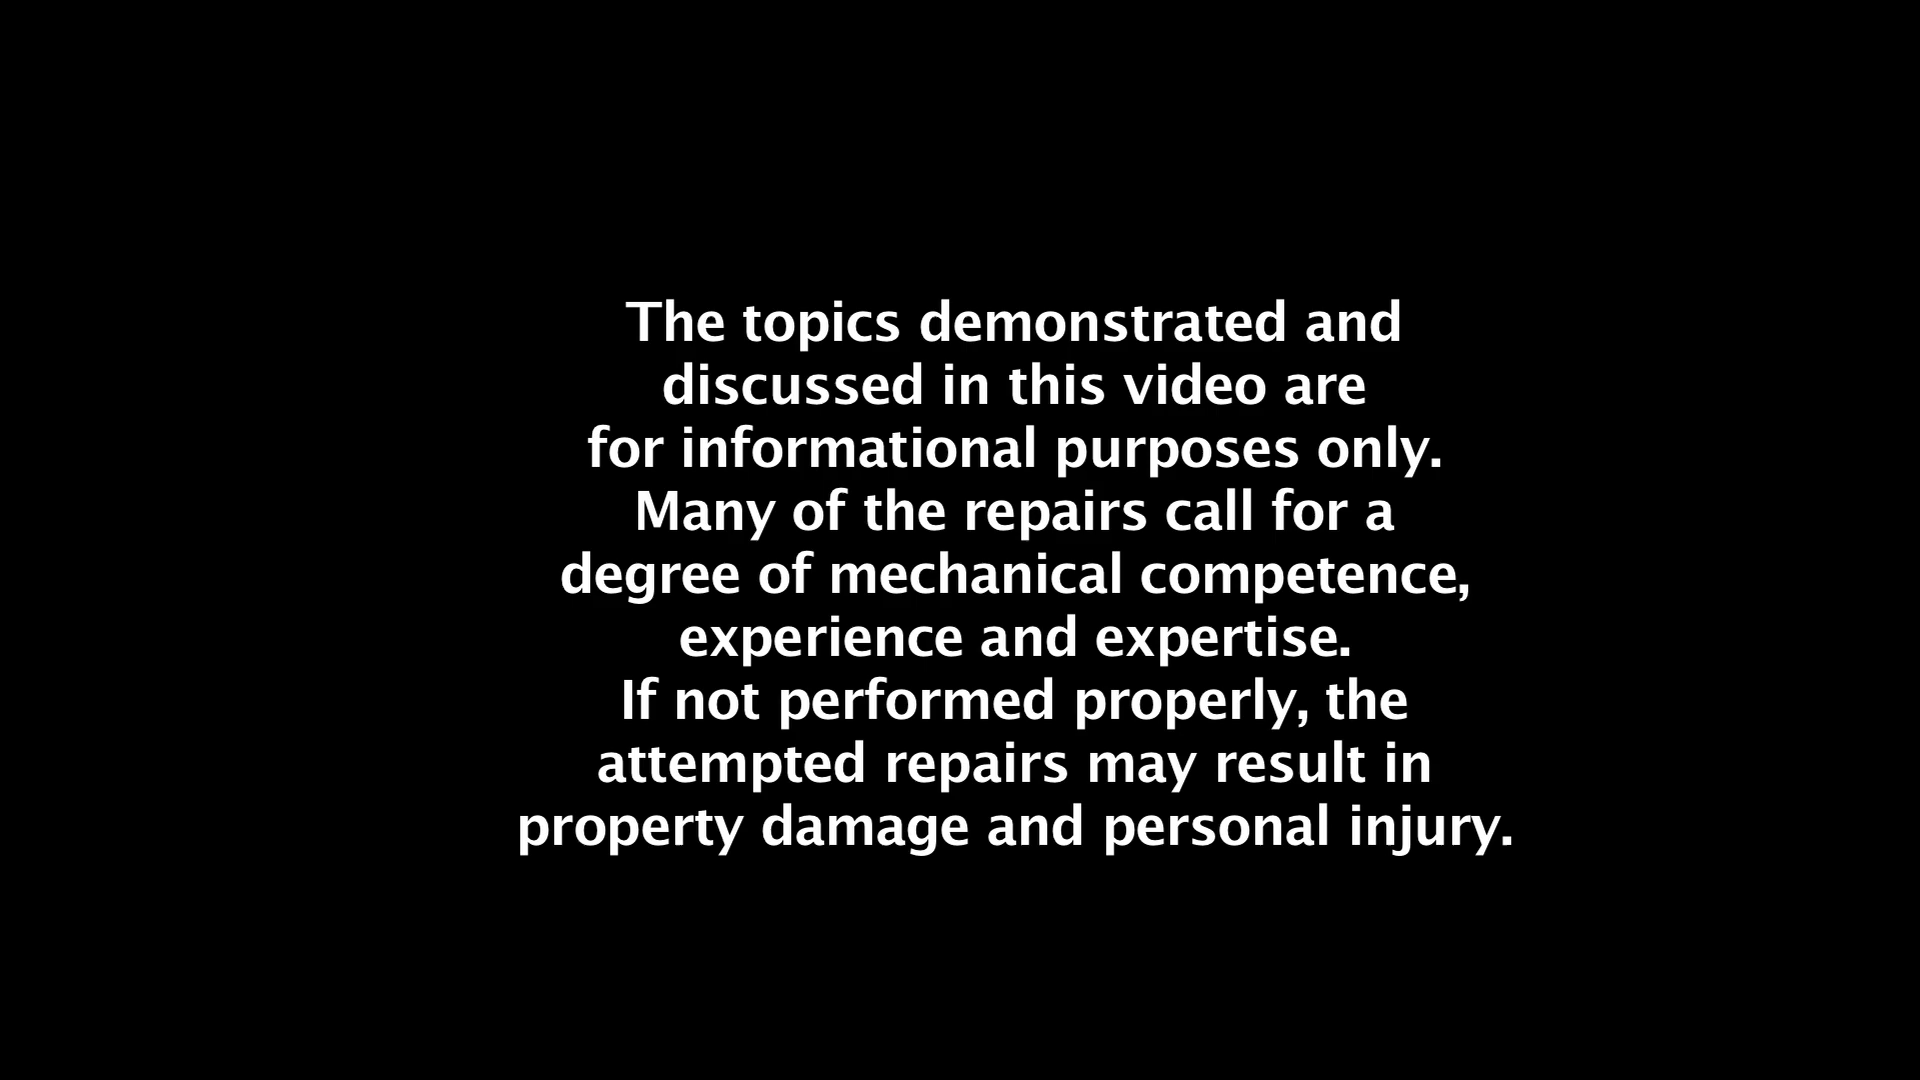 The topics demonstrated and
discussed in this video are
for informational purposes only.
Many of the repairs call for a
degree of mechanical competence,
experience and expertise.
If not performed properly, the
attempted repairs may result in
property damage and personal injury.